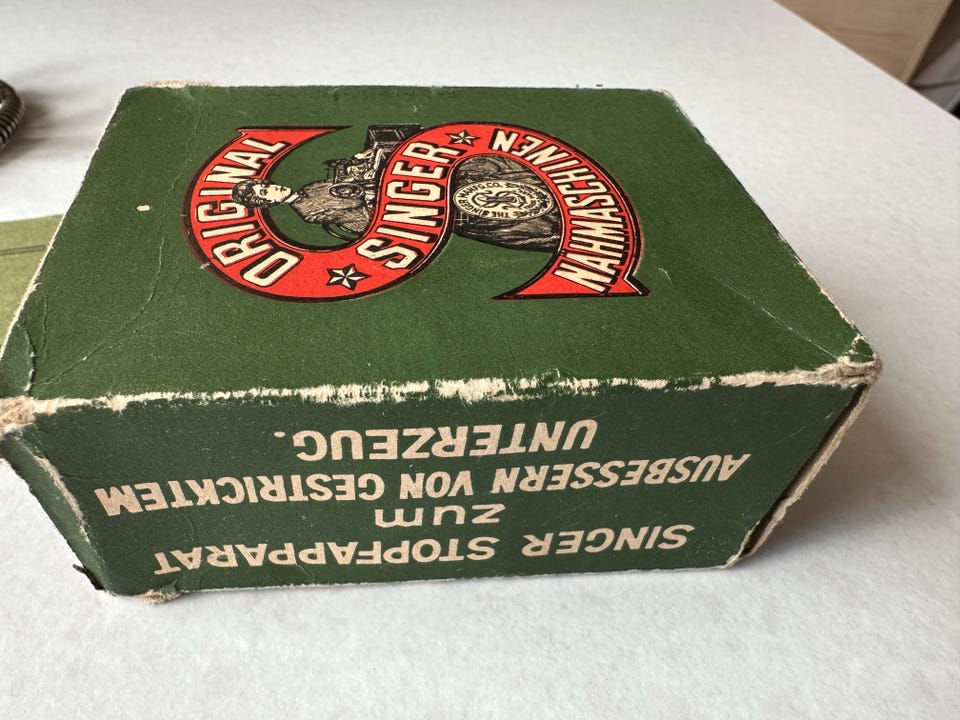 ORIGINAL
SINGER
NAHMASCHINEN
SINGER STOPFAPPARAT
ZUM
AUSBESSERN VON GESTRICKTEM
UNTERZEUG.